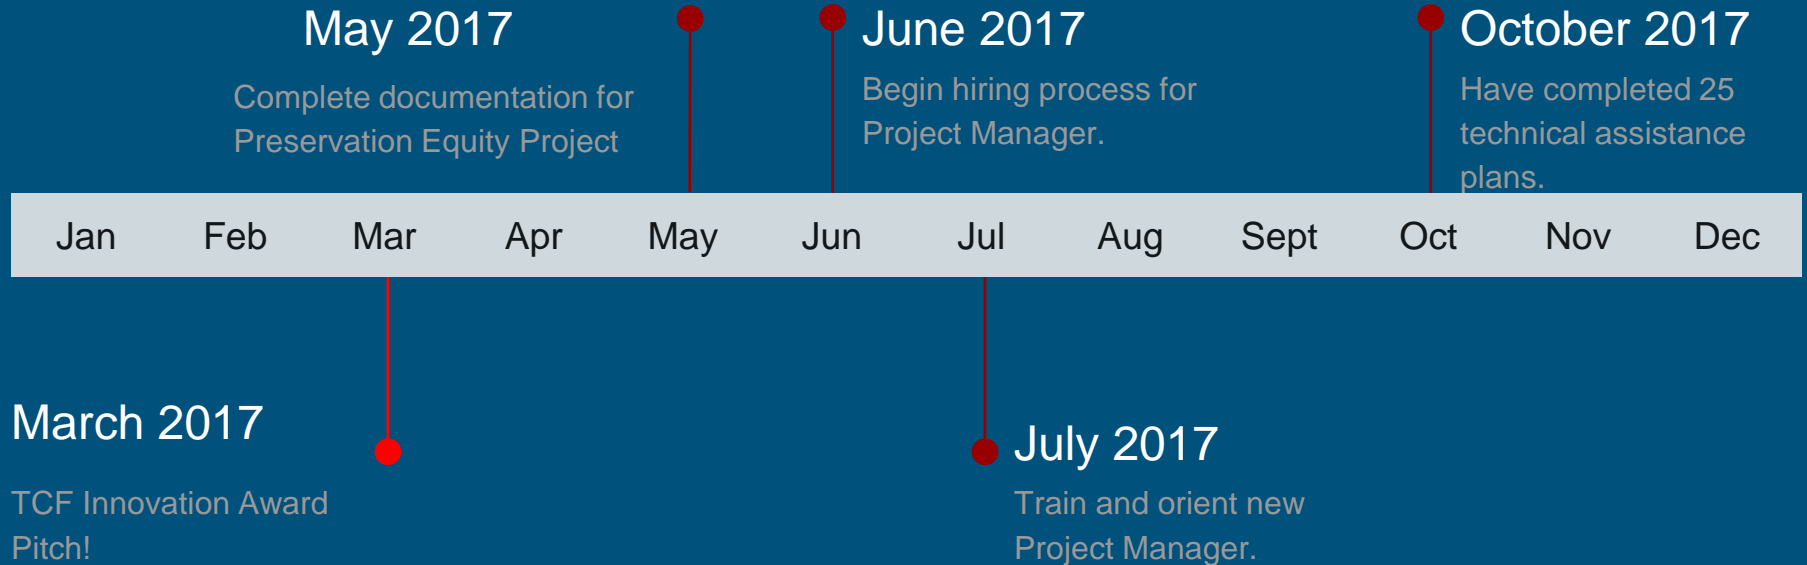 May 2017
Complete documentation for
Preservation Equity Project
June 2017
Begin hiring process for
Project Manager.
October 2017
Have completed 25
technical assistance
plans.
Jan Feb Mar Apr May Jun Jul Aug Sept Oct Nov Dec
March 2017
TCF Innovation Award
Pitch!
July 2017
Train and orient new
Project Manager.